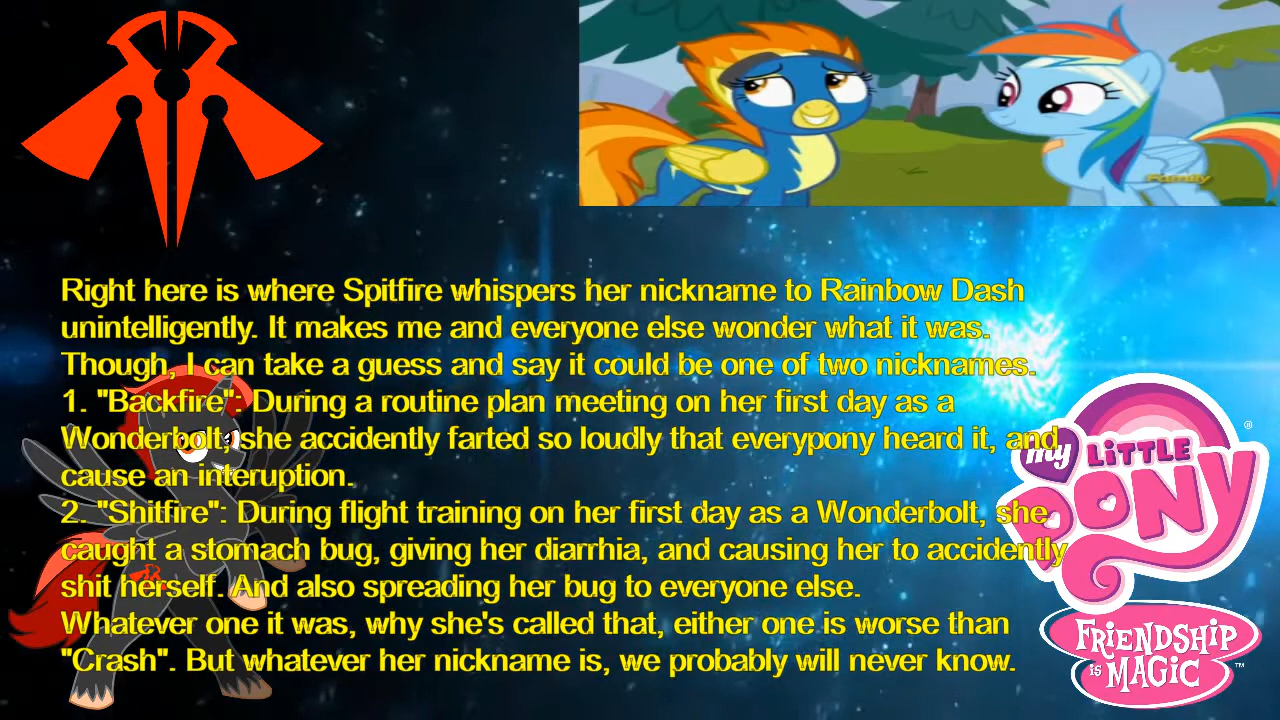 Family
Right here is where Spitfire whispers her nickname to Rainbow Dash
unintelligently. It makes me and everyone else wonder what it was.
Though, I can take a guess and say it could be one of two nicknames.
1. "Backfire": During a routine plan meeting on her first day as a
Wonderbolt, she accidently farted so loudly that everypony heard it, and
cause an interuption.
2. "Shitfire": During flight training on her first day as a Wonderbolt, she
caught a stomach bug, giving her diarrhia, and causing her to accidently
shit herself. And also spreading her bug to everyone else.
Whatever one it was, why she's called that, either one is worse than
"Crash". But whatever her nickname is, we probably will never know.
my LiTTLE ®
PONY
FRiENDSHiP ™
is MAGiC